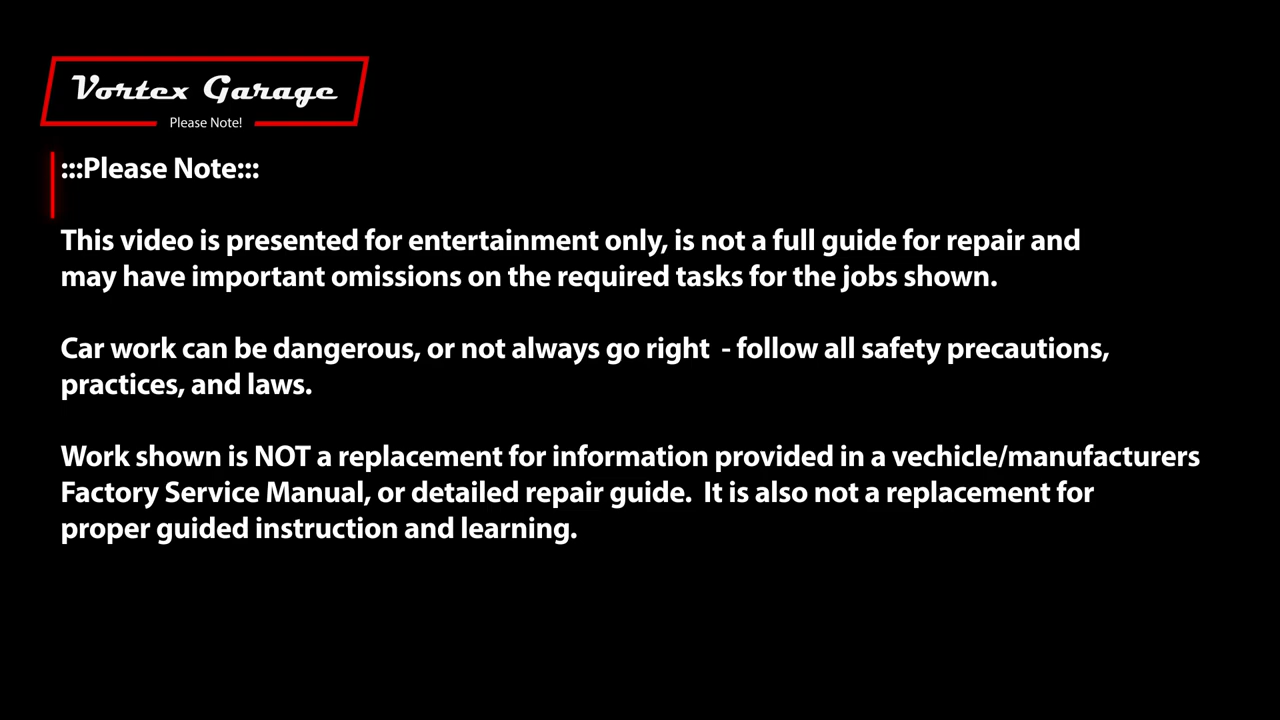 Vortex Garage
Please Note!
:::Please Note:::
This video is presented for entertainment only, is not a full guide for repair and
may have important omissions on the required tasks for the jobs shown.
Car work can be dangerous, or not always go right  - follow all safety precautions,
practices, and laws.
Work shown is NOT a replacement for information provided in a vechicle/manufacturers
Factory Service Manual, or detailed repair guide.  It is also not a replacement for
proper guided instruction and learning.